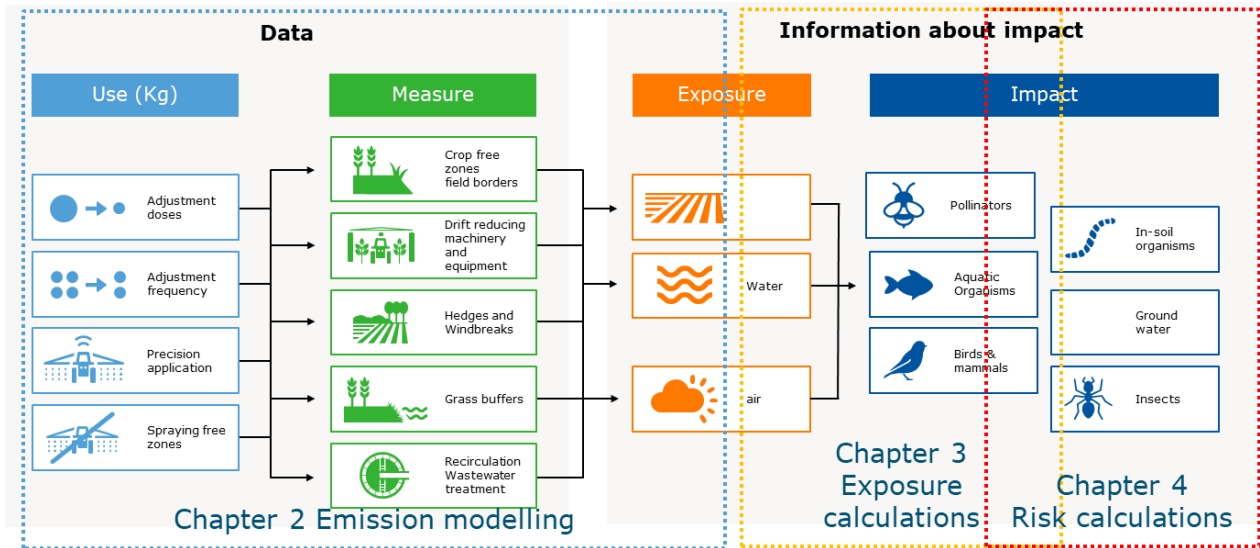 Data
Information about impact
Use (Kg)
Measure
Exposure
Impact
Adjustment
doses
Adjustment
frequency
Precision
application
Spraying free
zones
Crop free
zones
field borders
Drift reducing
machinery
and
equipment
Hedges and
Windbreaks
Grass buffers
Recirculation
Wastewater
treatment
Water
air
Pollinators
Aquatic
Organisms
Birds &
mammals
In-soil
organisms
Ground
water
Insects
Chapter 2 Emission modelling
Chapter 3
Exposure
calculations
Chapter 4
Risk calculations